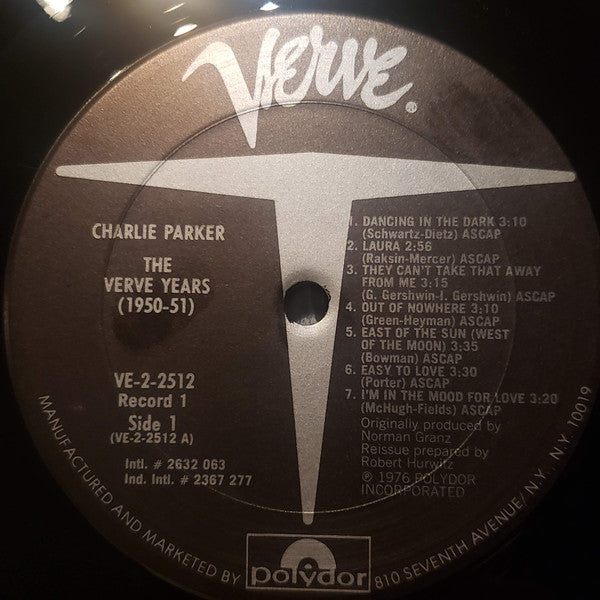 Verve®
CHARLIE PARKER
THE
VERVE YEARS
(1950-51)
VE-2-2512
Record 1
Side 1
(VE-2-2512 A)
Intl. # 2632 063
Ind. Intl. # 2367 277
1. DANCING IN THE DARK 3:10
(Schwartz-Dietz) ASCAP
2. LAURA 2:56
(Raksin-Mercer) ASCAP
3. THEY CAN'T TAKE THAT AWAY
FROM ME 3:15
(G. Gershwin-I. Gershwin) ASCAP
4. OUT OF NOWHERE 3:10
(Green-Heyman) ASCAP
5. EAST OF THE SUN (WEST
OF THE MOON) 3:35
(Bowman) ASCAP
6. EASY TO LOVE 3:30
(Porter) ASCAP
7. I'M IN THE MOOD FOR LOVE 3:20
(McHugh-Fields) ASCAP
Originally produced by
Norman Granz
Reissue prepared by
Robert Hurwitz
℗ 1976 POLYDOR
INCORPORATED
MANUFACTURED AND MARKETED BY polydor 810 SEVENTH AVENUE/N.Y., N.Y. 10019